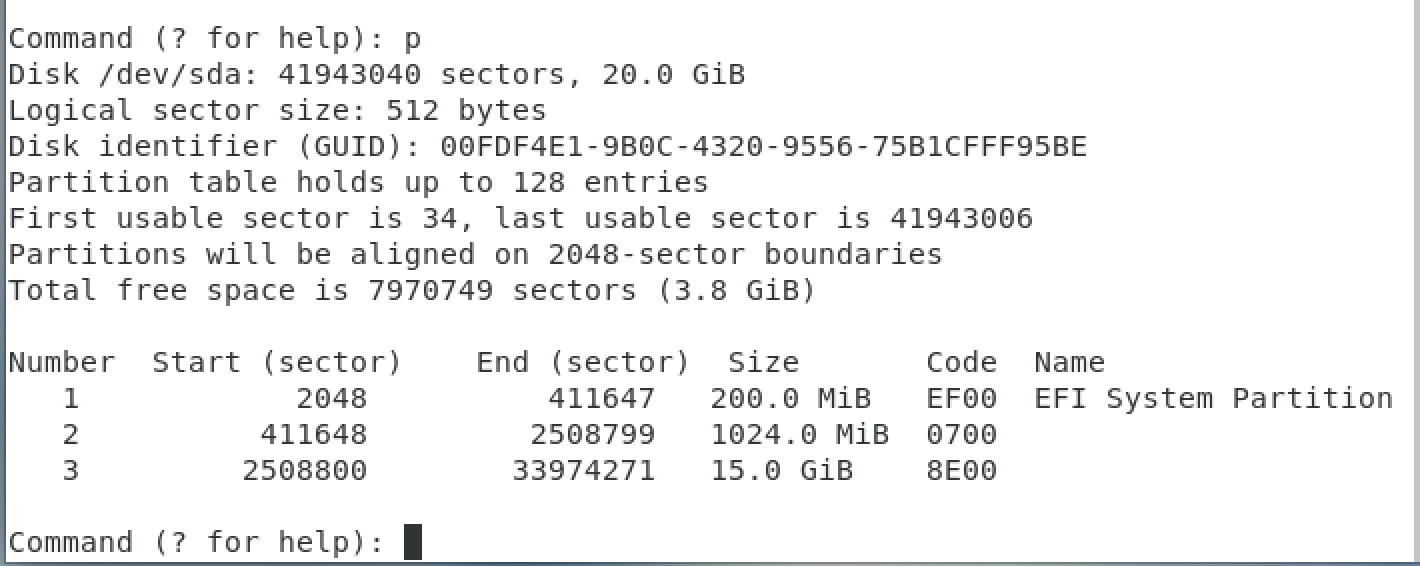 Command (? for help): p
Disk /dev/sda: 41943040 sectors, 20.0 GiB
Logical sector size: 512 bytes
Disk identifier (GUID): 00FDF4E1-9B0C-4320-9556-75B1CFFF95BE
Partition table holds up to 128 entries
First usable sector is 34, last usable sector is 41943006
Partitions will be aligned on 2048-sector boundaries
Total free space is 7970749 sectors (3.8 GiB)
Number  Start (sector)    End (sector)  Size       Code  Name
   1            2048          411647   200.0 MiB   EF00  EFI System Partition
   2          411648         2508799   1024.0 MiB  0700
   3         2508800        33974271   15.0 GiB    8E00
Command (? for help):